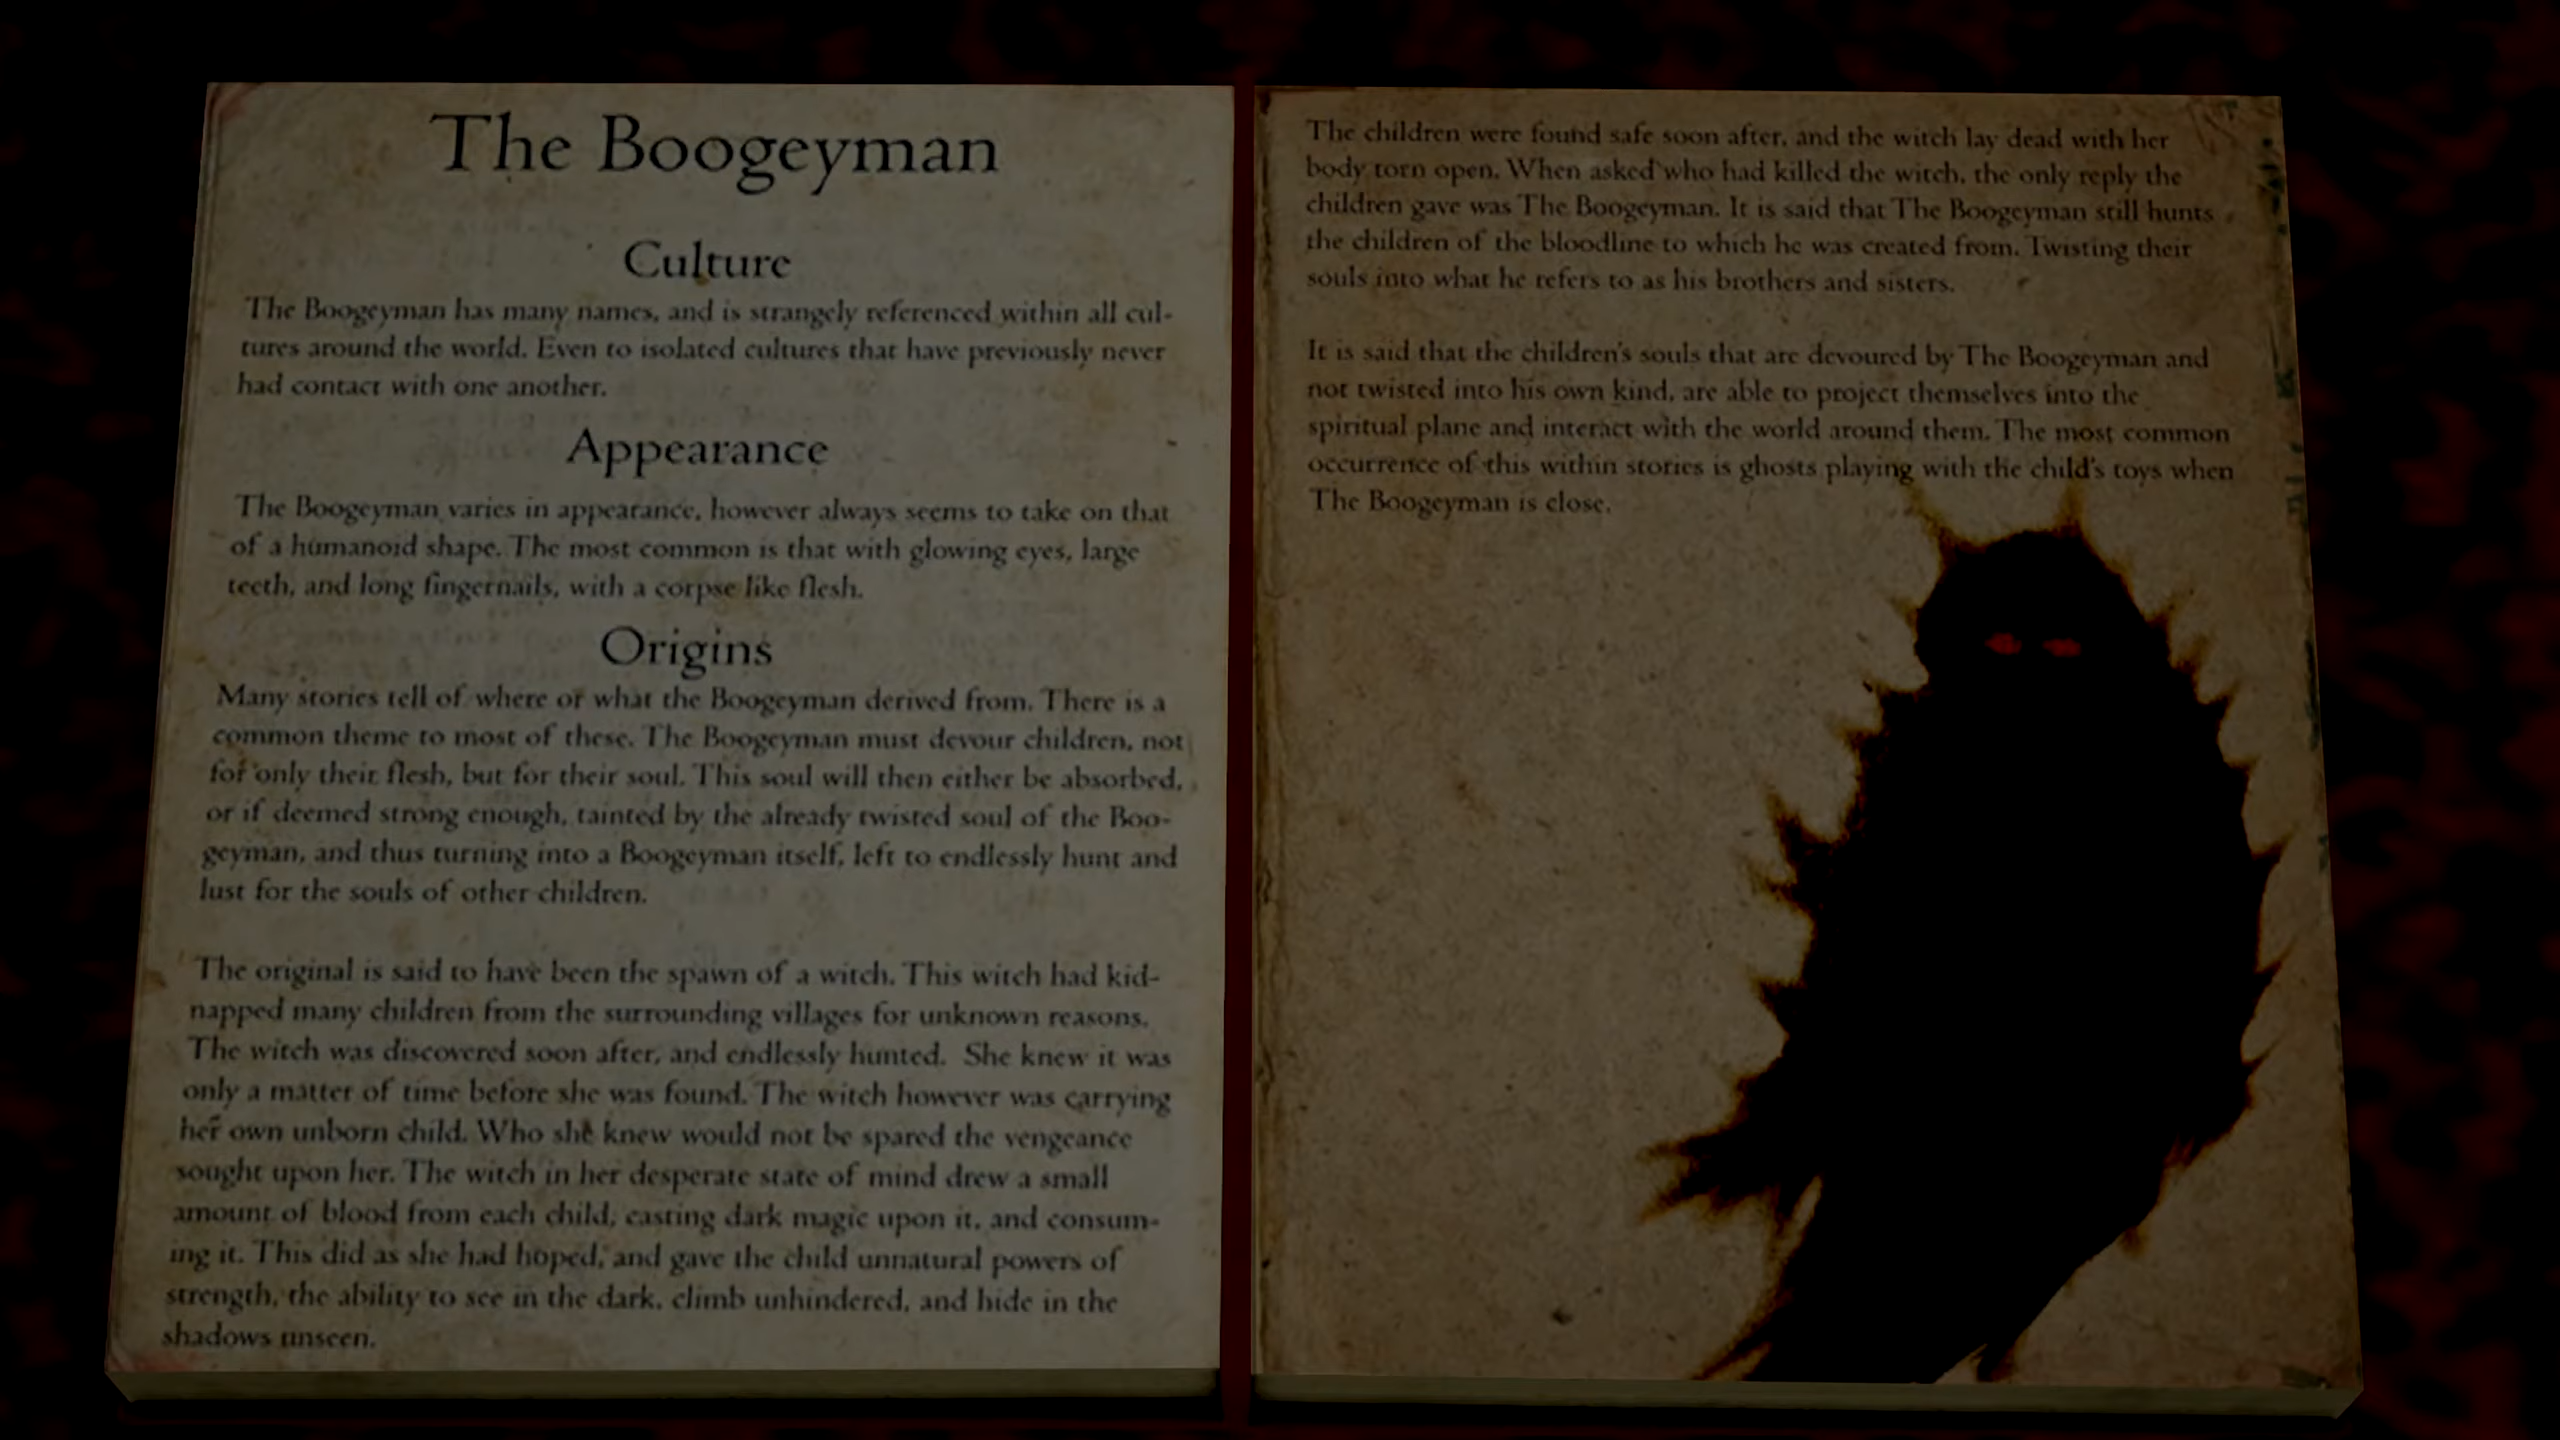 The Boogeyman
Culture
The Boogeyman has many names, and is strangely referenced within all cul-
tures around the world. Even to isolated cultures that have previously never
had contact with one another.
Appearance
The Boogeyman varies in appearance, however always seems to take on that
of a humanoid shape. The most common is that with glowing eyes, large
teeth, and long fingernails, with a corpse like flesh.
Origins
Many stories tell of where or what the Boogeyman derived from. There is a
common theme to most of these. The Boogeyman must devour children, not
for only their flesh, but for their soul. This soul will then either be absorbed,
or if deemed strong enough, tainted by the already twisted soul of the Boo-
geyman, and thus turning into a Boogeyman itself, left to endlessly hunt and
lust for the souls of other children.
The original is said to have been the spawn of a witch. This witch had kid-
napped many children from the surrounding villages for unknown reasons.
The witch was discovered soon after, and endlessly hunted. She knew it was
only a matter of time before she was found. The witch however was carrying
her own unborn child. Who she knew would not be spared the vengeance
sought upon her. The witch in her desperate state of mind drew a small
amount of blood from each child, casting dark magic upon it, and consum-
ing it. This did as she had hoped, and gave the child unnatural powers of
strength, the ability to see in the dark, climb unhindered, and hide in the
shadows unseen.
The children were found safe soon after, and the witch lay dead with her
body torn open. When asked who had killed the witch, the only reply the
children gave was The Boogeyman. It is said that The Boogeyman still hunts
the children of the bloodline to which he was created from. Twisting their
souls into what he refers to as his brothers and sisters.
It is said that the children's souls that are devoured by The Boogeyman and
not twisted into his own kind, are able to project themselves into the
spiritual plane and interact with the world around them. The most common
occurrence of this within stories is ghosts playing with the child's toys when
The Boogeyman is close.